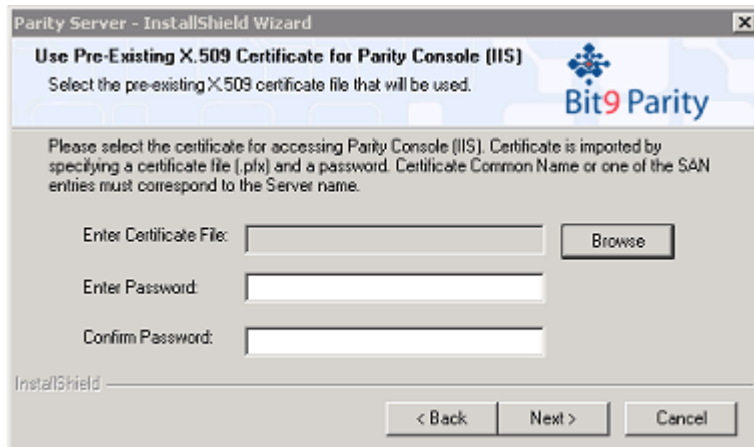 Parity Server - InstallShield Wizard
Use Pre-Existing X.509 Certificate for Parity Console (IIS)
Select the pre-existing X.509 certificate file that will be used.
Bit9 Parity
Please select the certificate for accessing Parity Console (IIS). Certificate is imported by
specifying a certificate file (.pfx) and a password. Certificate Common Name or one of the SAN
entries must correspond to the Server name.
Enter Certificate File:
Browse
Enter Password:
Confirm Password:
InstallShield
< Back Next > Cancel